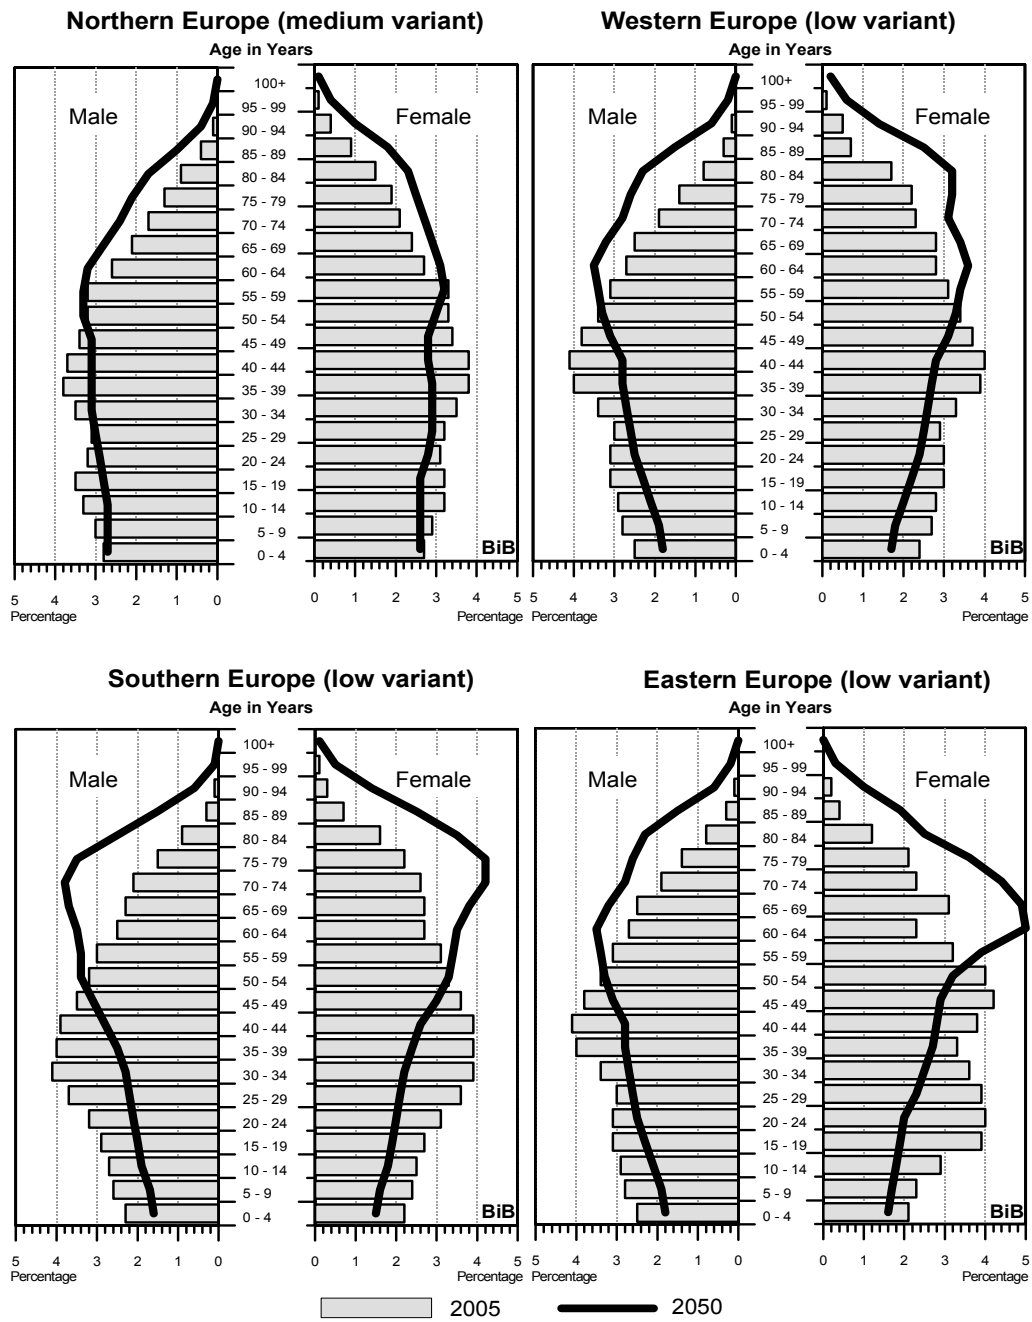 Northern Europe (medium variant)
Age in Years
Male
Female
100+
95 - 99
90 - 94
85 - 89
80 - 84
75 - 79
70 - 74
65 - 69
60 - 64
55 - 59
50 - 54
45 - 49
40 - 44
35 - 39
30 - 34
25 - 29
20 - 24
15 - 19
10 - 14
5 - 9
0 - 4
BiB
5 4 3 2 1 0 0 1 2 3 4 5
Percentage Percentage
Western Europe (low variant)
Age in Years
Male
Female
100+
95 - 99
90 - 94
85 - 89
80 - 84
75 - 79
70 - 74
65 - 69
60 - 64
55 - 59
50 - 54
45 - 49
40 - 44
35 - 39
30 - 34
25 - 29
20 - 24
15 - 19
10 - 14
5 - 9
0 - 4
BiB
5 4 3 2 1 0 0 1 2 3 4 5
Percentage Percentage
Southern Europe (low variant)
Age in Years
Male
Female
100+
95 - 99
90 - 94
85 - 89
80 - 84
75 - 79
70 - 74
65 - 69
60 - 64
55 - 59
50 - 54
45 - 49
40 - 44
35 - 39
30 - 34
25 - 29
20 - 24
15 - 19
10 - 14
5 - 9
0 - 4
BiB
5 4 3 2 1 0 0 1 2 3 4 5
Percentage Percentage
Eastern Europe (low variant)
Age in Years
Male
Female
100+
95 - 99
90 - 94
85 - 89
80 - 84
75 - 79
70 - 74
65 - 69
60 - 64
55 - 59
50 - 54
45 - 49
40 - 44
35 - 39
30 - 34
25 - 29
20 - 24
15 - 19
10 - 14
5 - 9
0 - 4
BiB
5 4 3 2 1 0 0 1 2 3 4 5
Percentage Percentage
2005 2050